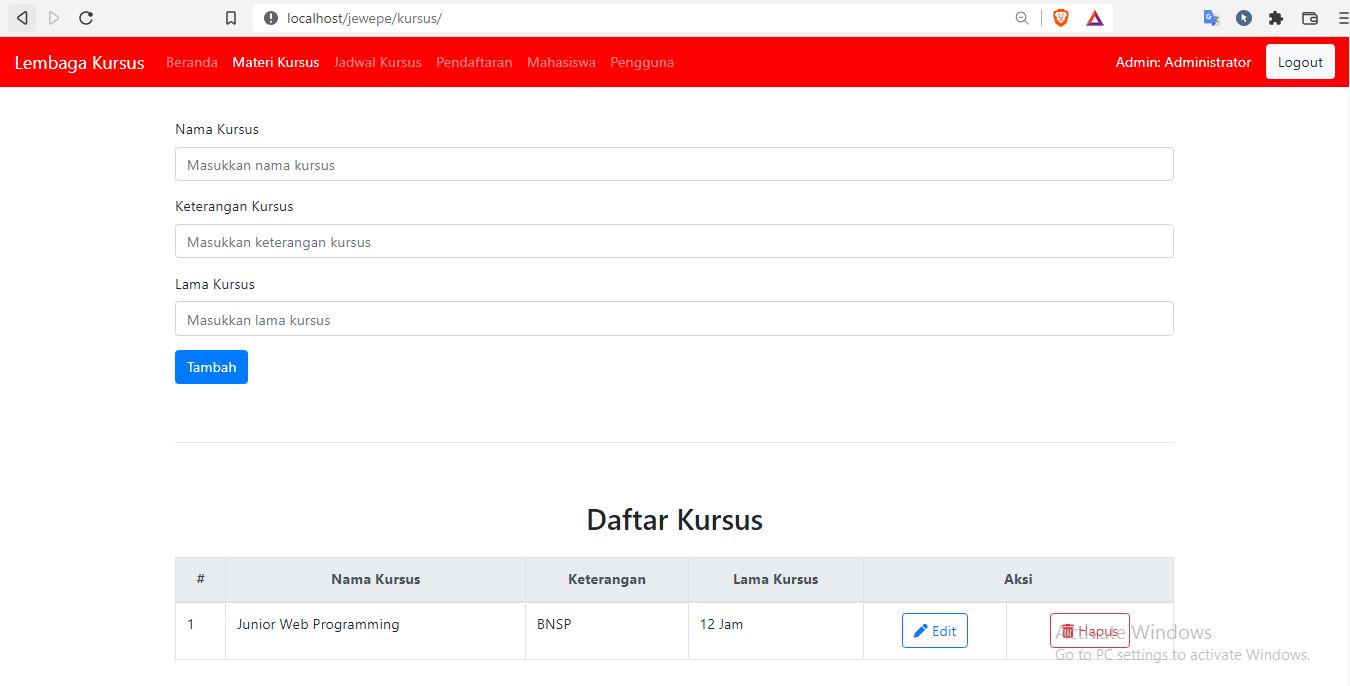 localhost/jewepe/kursus/
Lembaga Kursus Beranda Materi Kursus Jadwal Kursus Pendaftaran Mahasiswa Pengguna Admin: Administrator Logout
Nama Kursus
Masukkan nama kursus
Keterangan Kursus
Masukkan keterangan kursus
Lama Kursus
Masukkan lama kursus
Tambah
Daftar Kursus
# Nama Kursus Keterangan Lama Kursus Aksi
1 Junior Web Programming BNSP 12 Jam Edit Hapus
Activate Windows
Go to PC settings to activate Windows.